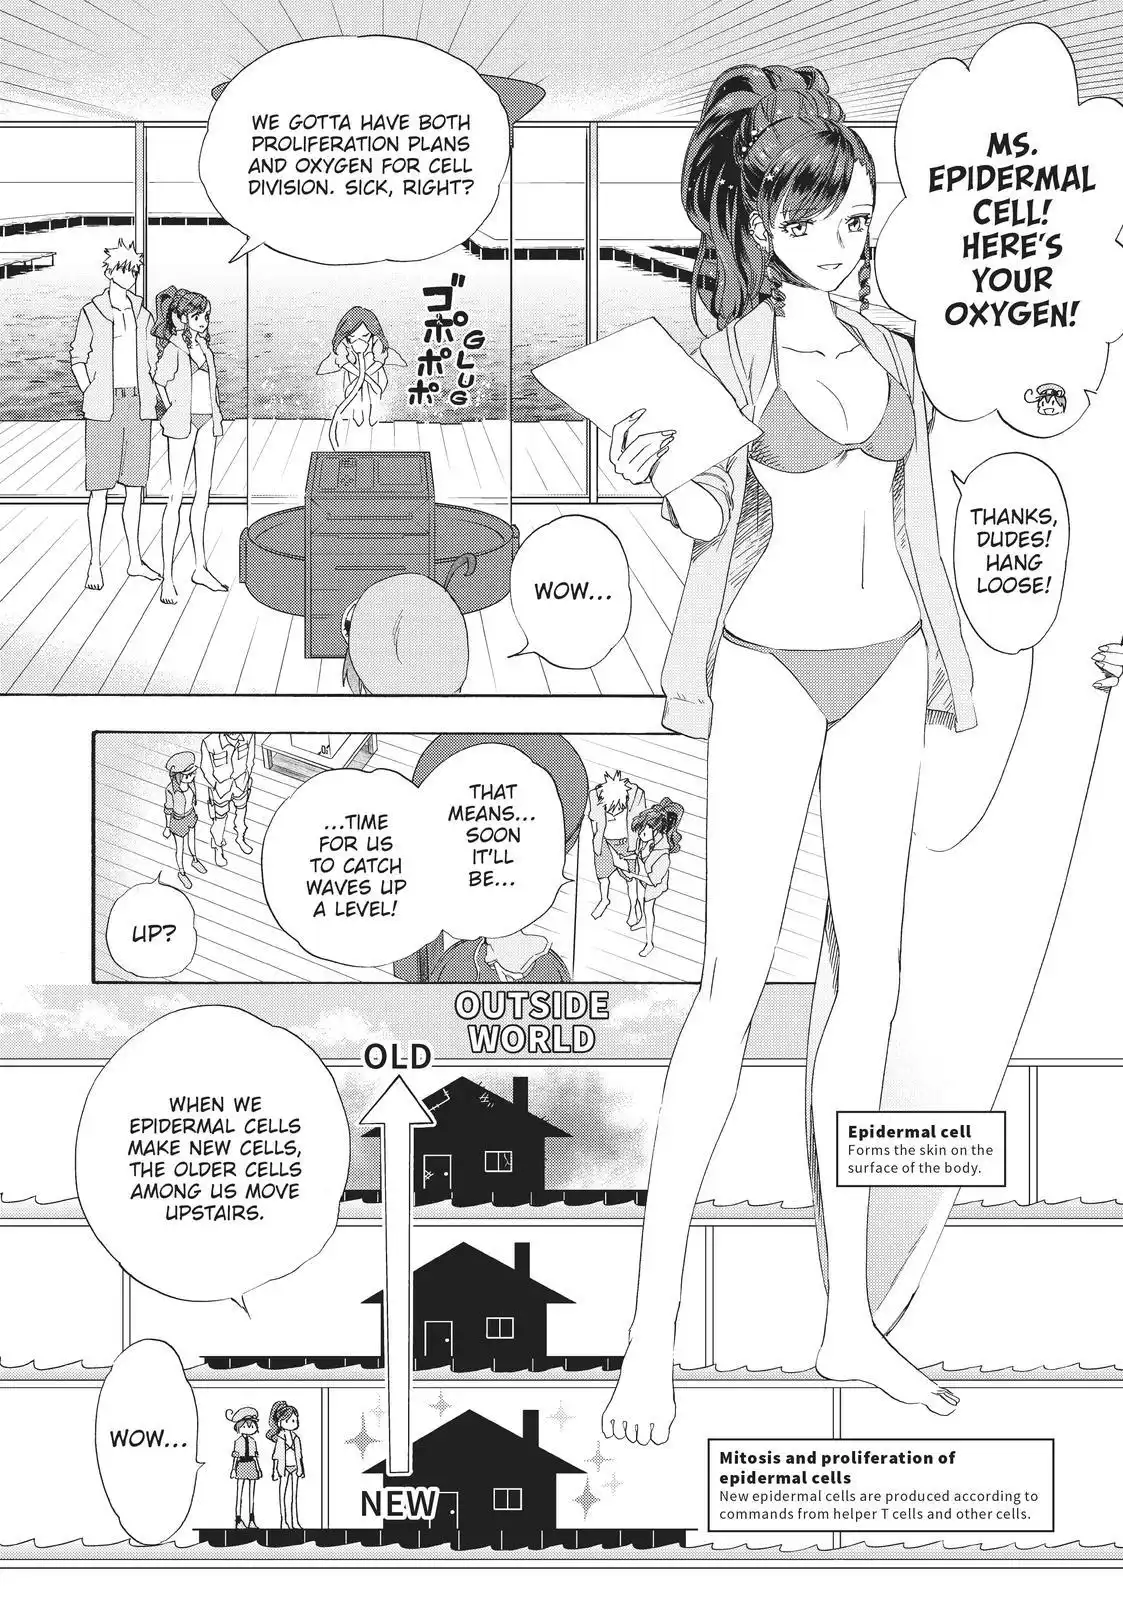 MS.
EPIDERMAL
CELL!
HERE'S
YOUR
OXYGEN!
THANKS,
DUDES!
HANG
LOOSE!
WE GOTTA HAVE BOTH
PROLIFERATION PLANS
AND OXYGEN FOR CELL
DIVISION. SICK, RIGHT?
ゴポポポ
GLUG
WOW...
THAT
MEANS...
SOON
IT'LL
BE...
...TIME
FOR US
TO CATCH
WAVES UP
A LEVEL!
UP?
OUTSIDE
WORLD
OLD
WHEN WE
EPIDERMAL CELLS
MAKE NEW CELLS,
THE OLDER CELLS
AMONG US MOVE
UPSTAIRS.
Epidermal cell
Forms the skin on the
surface of the body.
WOW...
NEW
Mitosis and proliferation of
epidermal cells
New epidermal cells are produced according to
commands from helper T cells and other cells.